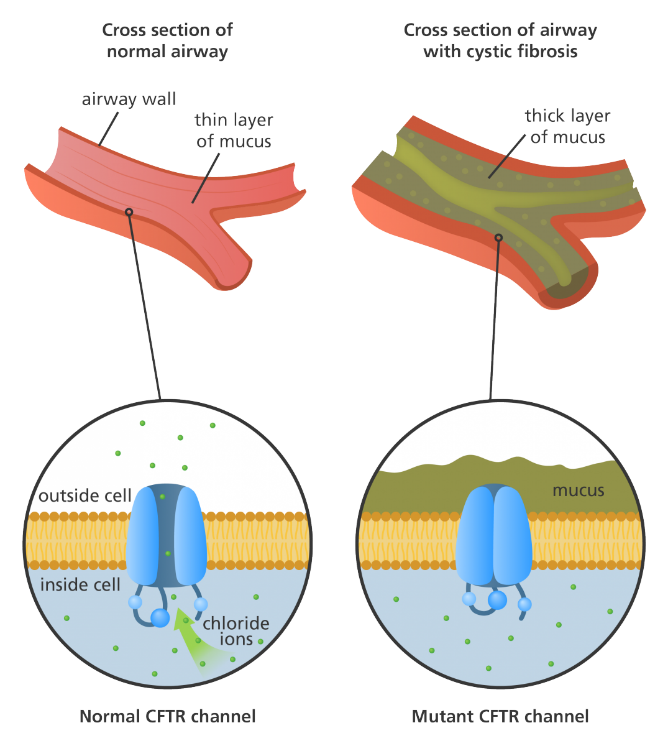 Cross section of
normal airway
Cross section of airway
with cystic fibrosis
airway wall
thin layer
of mucus
thick layer
of mucus
outside cell
inside cell
chloride
ions
mucus
Normal CFTR channel
Mutant CFTR channel